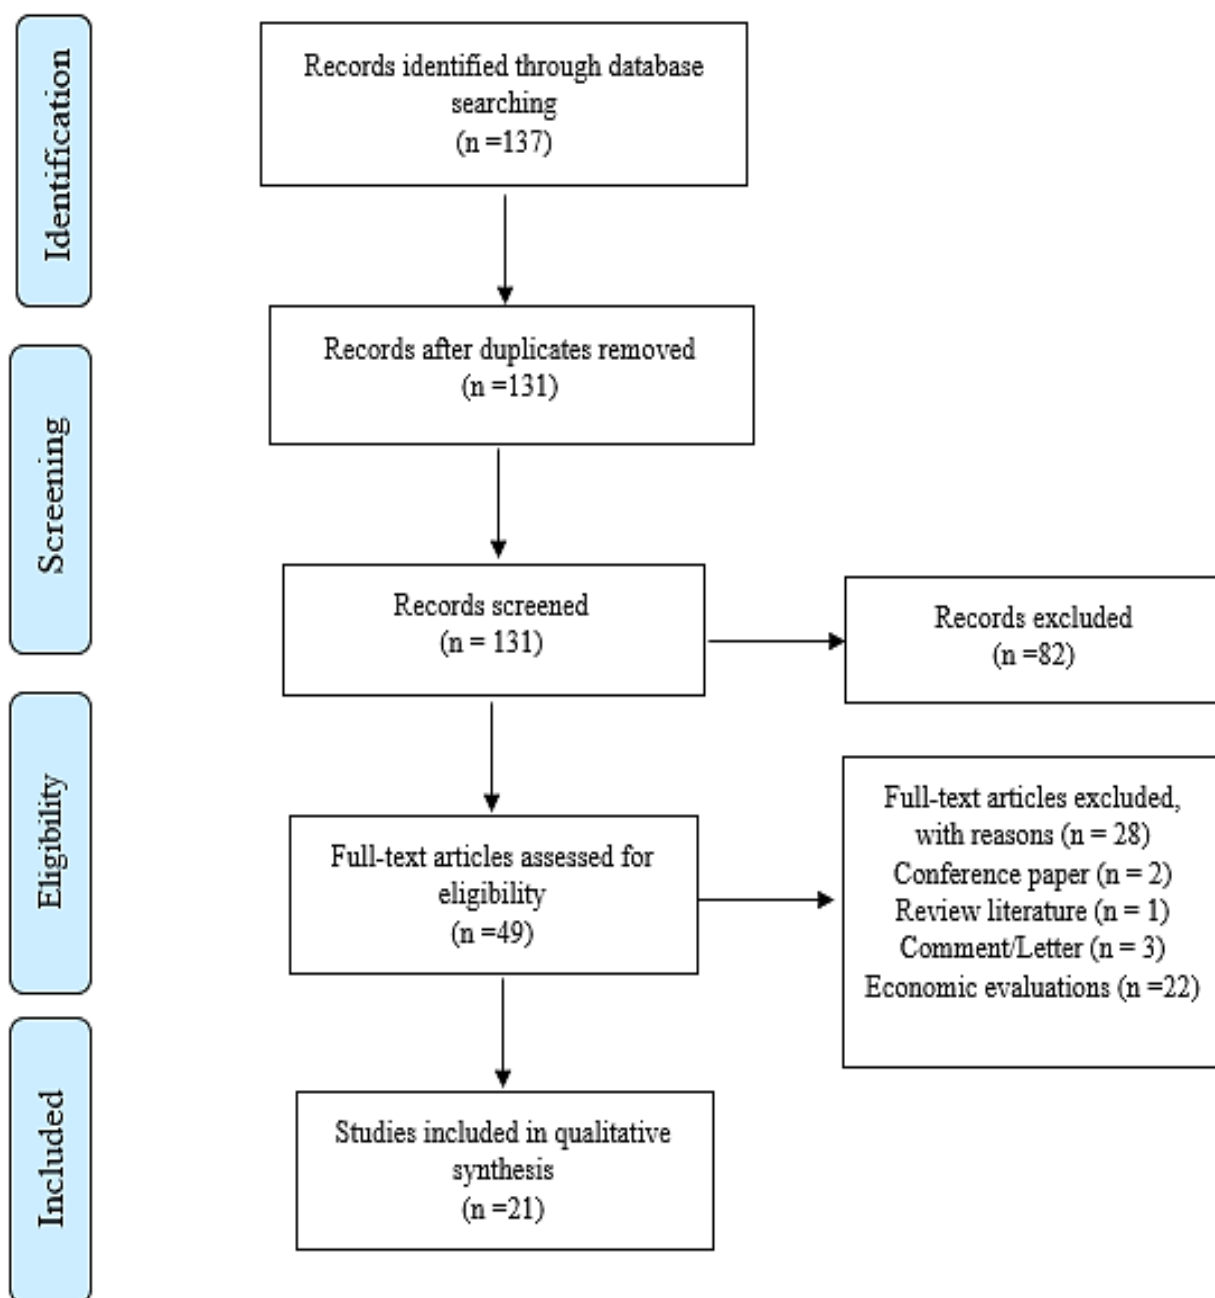 Identification
Records identified through database
searching
(n =137)
Records after duplicates removed
(n =131)
Screening
Records screened
(n = 131)
Records excluded
(n =82)
Eligibility
Full-text articles assessed for
eligibility
(n =49)
Full-text articles excluded,
with reasons (n = 28)
Conference paper (n = 2)
Review literature (n = 1)
Comment/Letter (n = 3)
Economic evaluations (n =22)
Included
Studies included in qualitative
synthesis
(n =21)